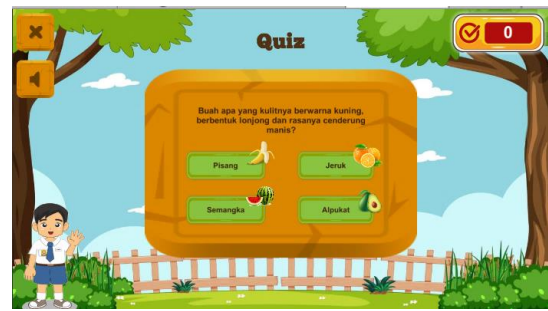 Quiz
0
Buah apa yang kulitnya berwarna kuning,
berbentuk lonjong dan rasanya cenderung
manis?
Pisang
Jeruk
Semangka
Alpukat